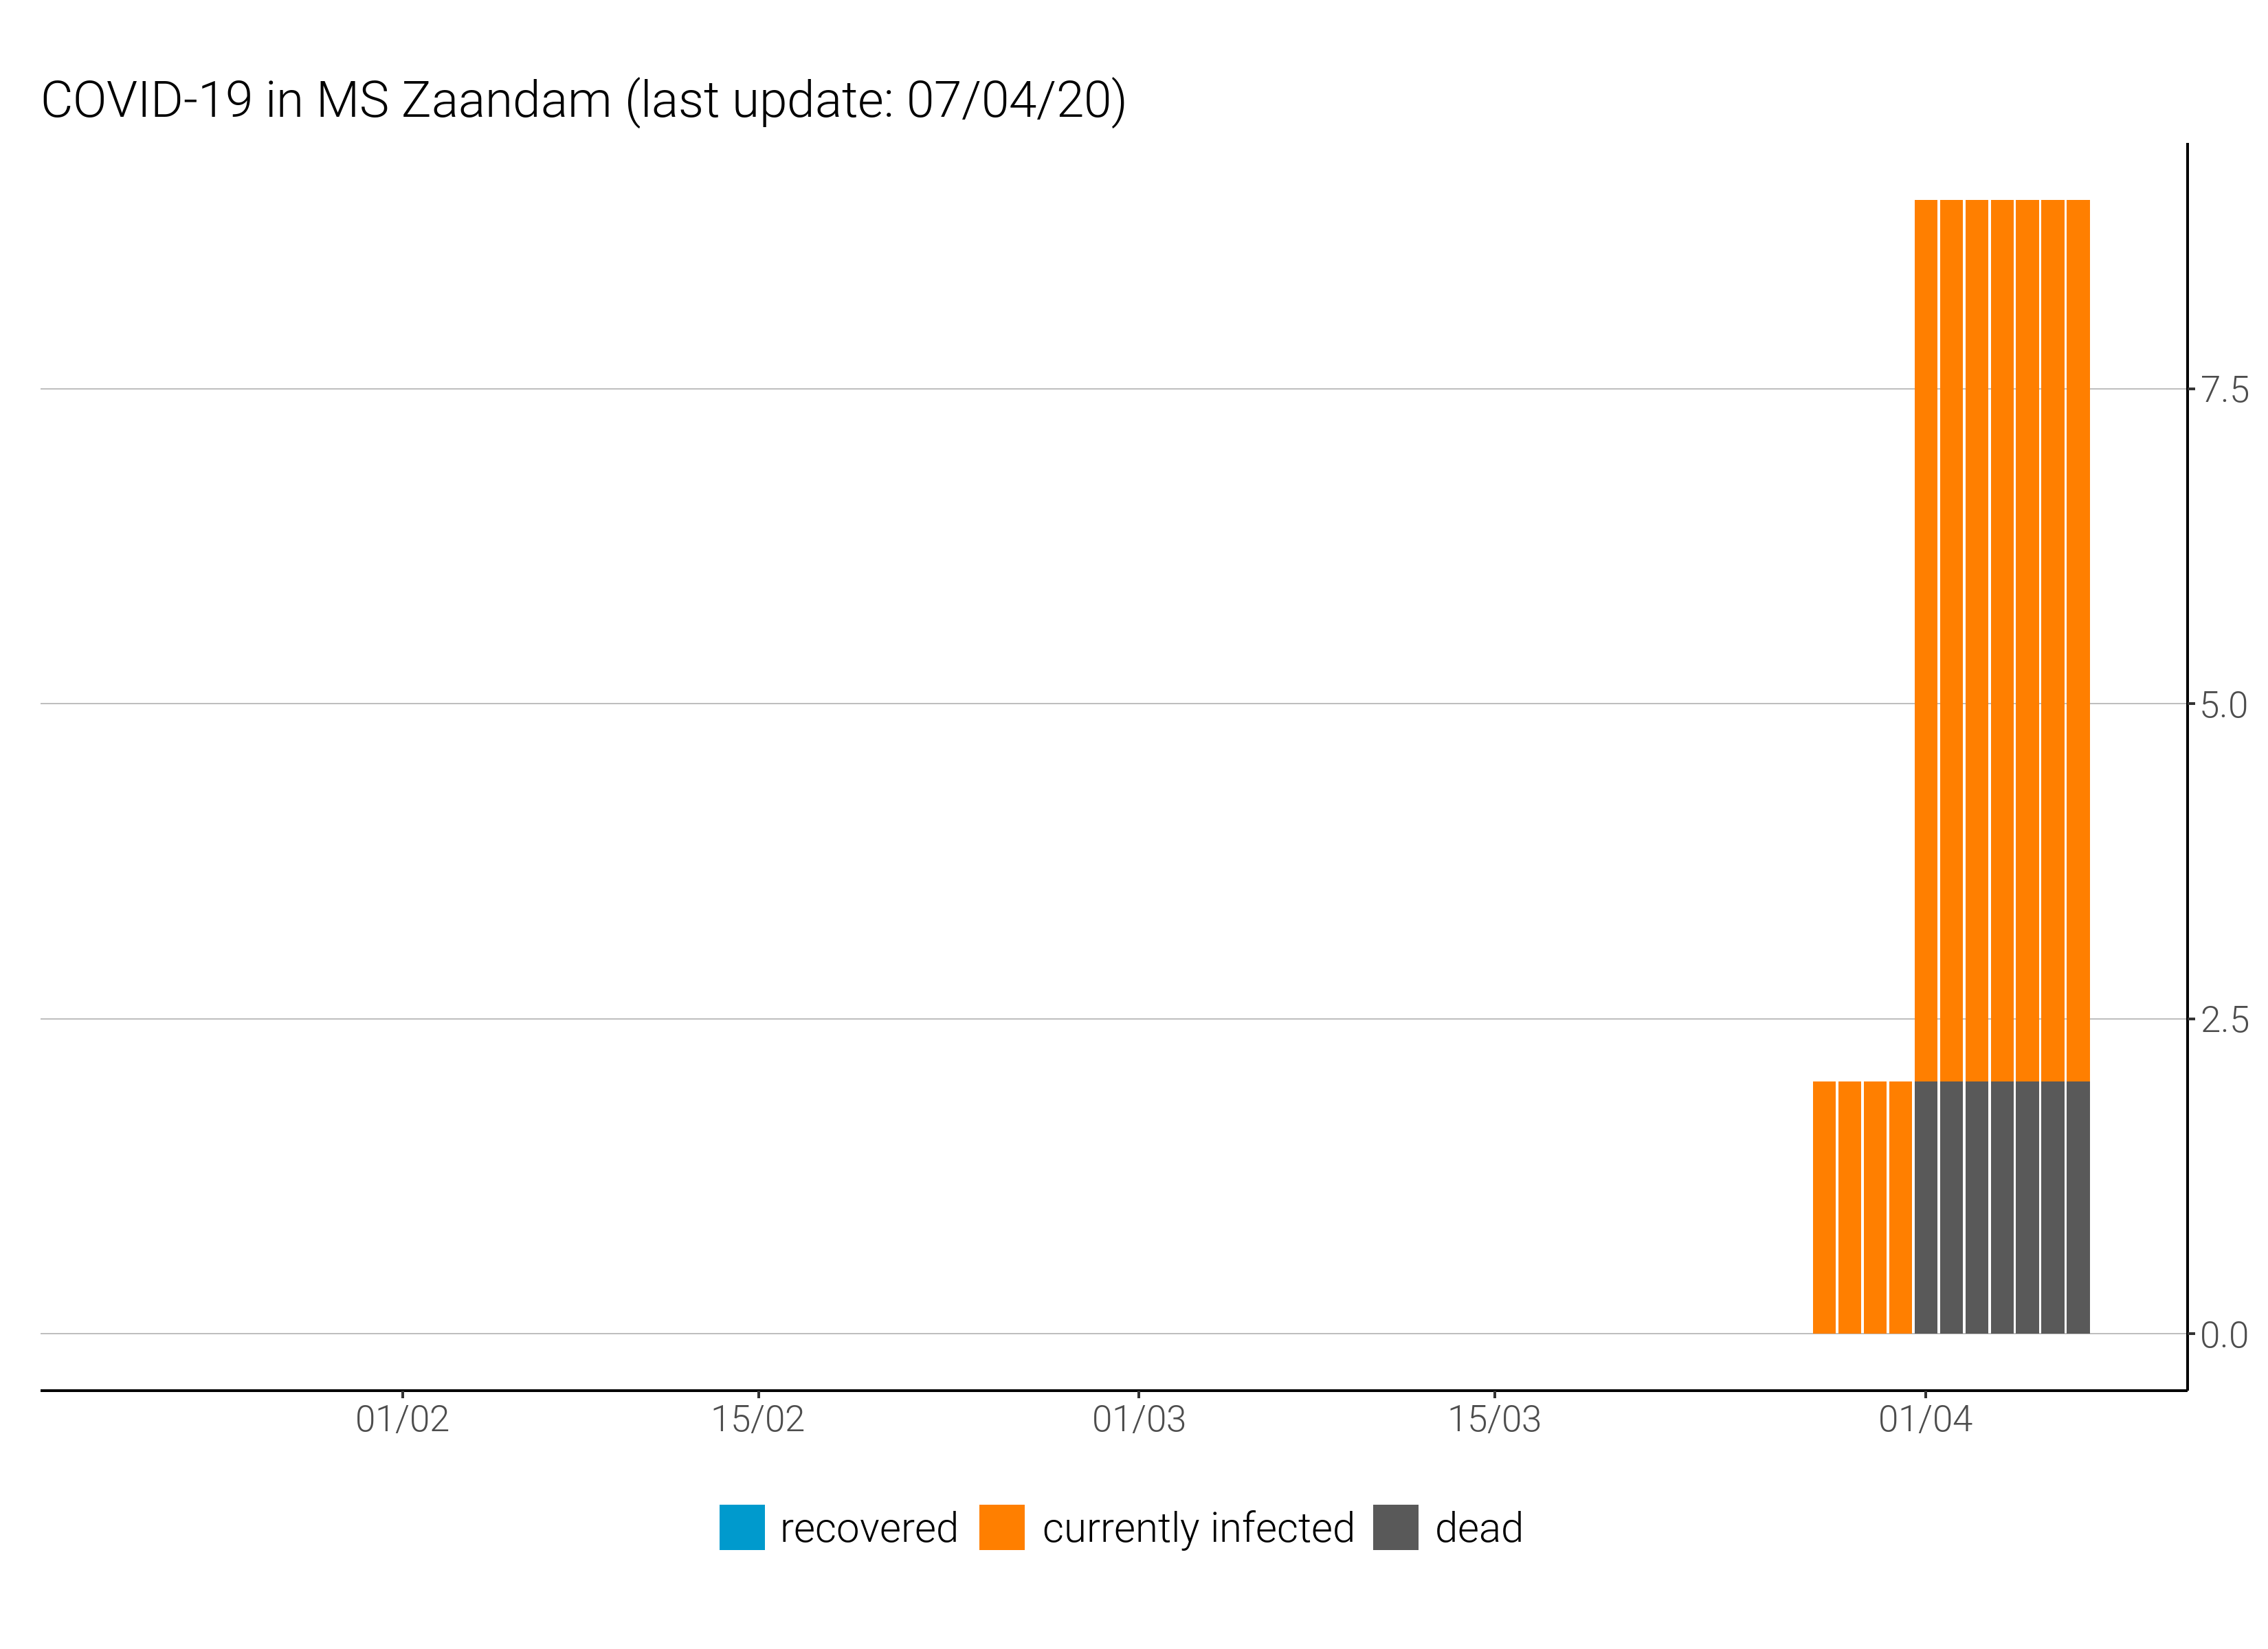 COVID-19 in MS Zaandam (last update: 07/04/20)
7.5
5.0
2.5
0.0
01/02 15/02 01/03 15/03 01/04
recovered currently infected dead